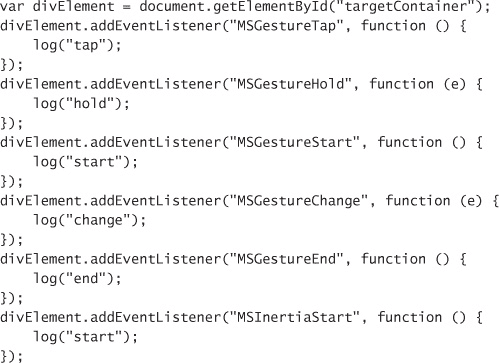 var divElement = document.getElementById("targetContainer");
divElement.addEventListener("MSGestureTap", function () {
    log("tap");
});
divElement.addEventListener("MSGestureHold", function (e) {
    log("hold");
});
divElement.addEventListener("MSGestureStart", function () {
    log("start");
});
divElement.addEventListener("MSGestureChange", function (e) {
    log("change");
});
divElement.addEventListener("MSGestureEnd", function () {
    log("end");
});
divElement.addEventListener("MSInertiaStart", function () {
    log("start");
});